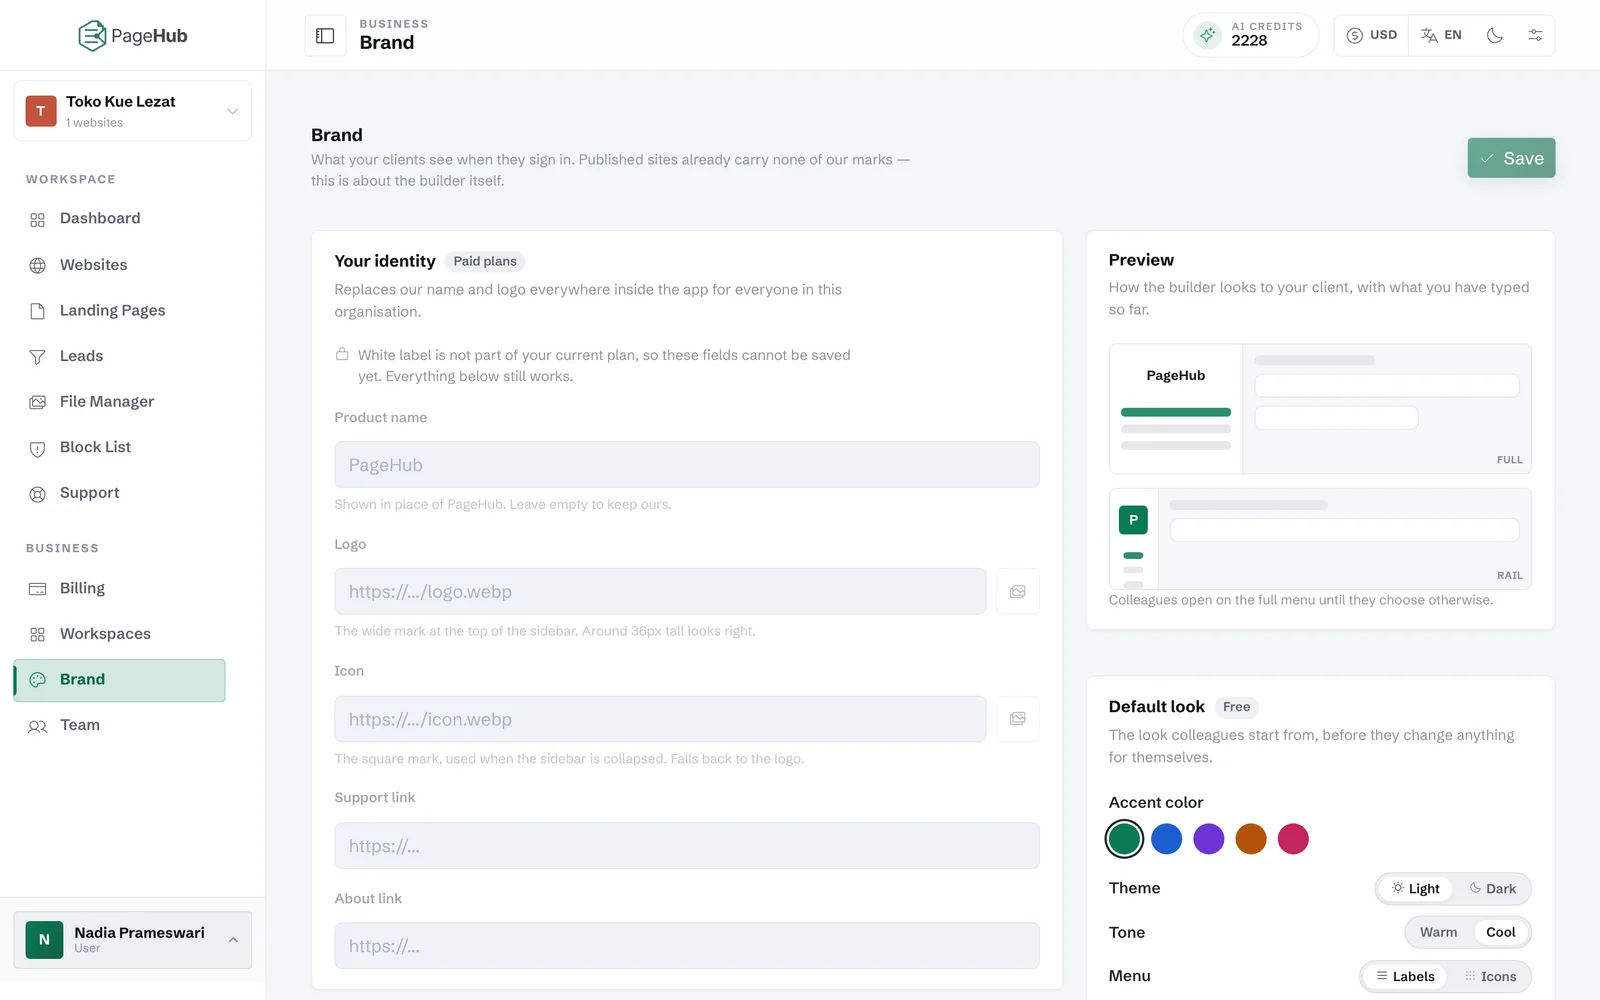 PageHub
BUSINESS
Brand
AI CREDITS
2228
USD
EN
T
Toko Kue Lezat
1 websites
WORKSPACE
Dashboard
Websites
Landing Pages
Leads
File Manager
Block List
Support
BUSINESS
Billing
Workspaces
Brand
Team
N
Nadia Prameswari
User
Brand
What your clients see when they sign in. Published sites already carry none of our marks —
this is about the builder itself.
Save
Your identity
Paid plans
Replaces our name and logo everywhere inside the app for everyone in this
organisation.
White label is not part of your current plan, so these fields cannot be saved
yet. Everything below still works.
Product name
PageHub
Shown in place of PageHub. Leave empty to keep ours.
Logo
https://.../logo.webp
The wide mark at the top of the sidebar. Around 36px tall looks right.
Icon
https://.../icon.webp
The square mark, used when the sidebar is collapsed. Falls back to the logo.
Support link
https://...
About link
https://...
Preview
How the builder looks to your client, with what you have typed
so far.
PageHub
FULL
P
RAIL
Colleagues open on the full menu until they choose otherwise.
Default look
Free
The look colleagues start from, before they change anything
for themselves.
Accent color
Theme
Light
Dark
Tone
Warm
Cool
Menu
Labels
Icons